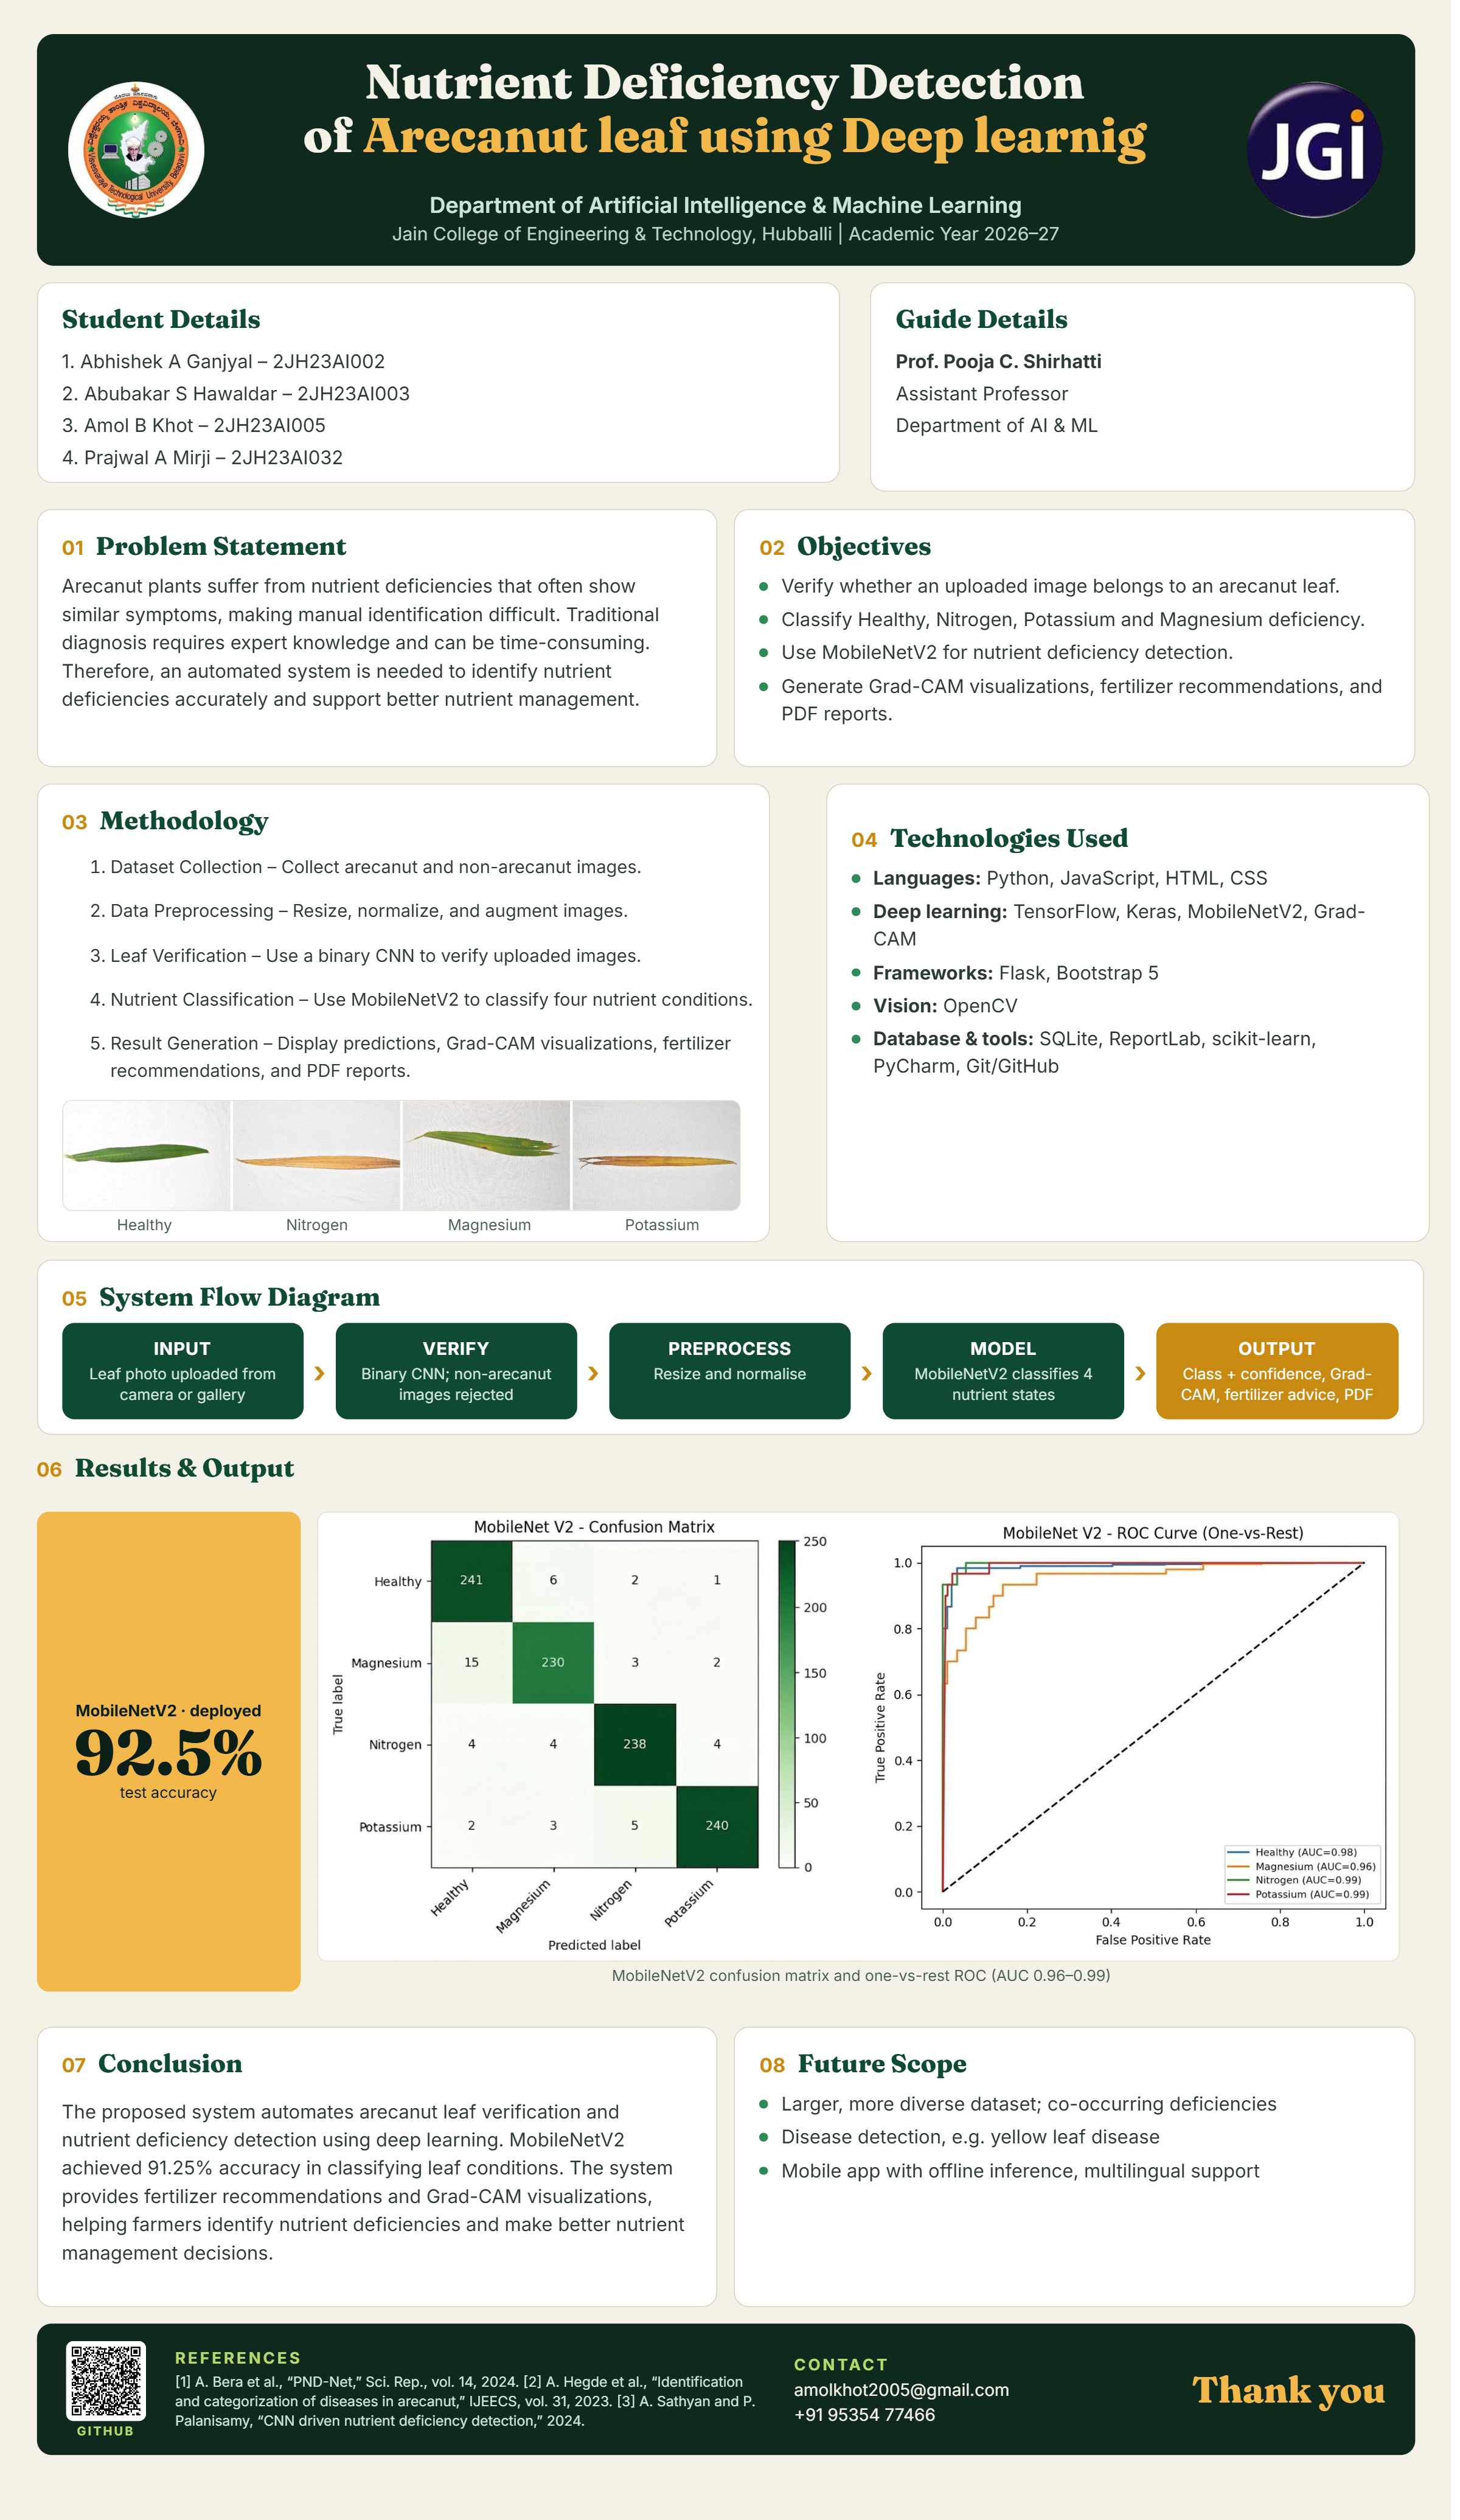 Nutrient Deficiency Detection
of Arecanut leaf using Deep learnig
Department of Artificial Intelligence & Machine Learning
Jain College of Engineering & Technology, Hubballi | Academic Year 2026–27
Visvesvaraya Technological University, Belagavi
JGi
Student Details
1. Abhishek A Ganjyal – 2JH23AI002
2. Abubakar S Hawaldar – 2JH23AI003
3. Amol B Khot – 2JH23AI005
4. Prajwal A Mirji – 2JH23AI032
Guide Details
Prof. Pooja C. Shirhatti
Assistant Professor
Department of AI & ML
01 Problem Statement
Arecanut plants suffer from nutrient deficiencies that often show
similar symptoms, making manual identification difficult. Traditional
diagnosis requires expert knowledge and can be time-consuming.
Therefore, an automated system is needed to identify nutrient
deficiencies accurately and support better nutrient management.
02 Objectives
Verify whether an uploaded image belongs to an arecanut leaf.
Classify Healthy, Nitrogen, Potassium and Magnesium deficiency.
Use MobileNetV2 for nutrient deficiency detection.
Generate Grad-CAM visualizations, fertilizer recommendations, and
PDF reports.
03 Methodology
1. Dataset Collection – Collect arecanut and non-arecanut images.
2. Data Preprocessing – Resize, normalize, and augment images.
3. Leaf Verification – Use a binary CNN to verify uploaded images.
4. Nutrient Classification – Use MobileNetV2 to classify four nutrient conditions.
5. Result Generation – Display predictions, Grad-CAM visualizations, fertilizer
recommendations, and PDF reports.
Healthy Nitrogen Magnesium Potassium
04 Technologies Used
Languages: Python, JavaScript, HTML, CSS
Deep learning: TensorFlow, Keras, MobileNetV2, Grad-
CAM
Frameworks: Flask, Bootstrap 5
Vision: OpenCV
Database & tools: SQLite, ReportLab, scikit-learn,
PyCharm, Git/GitHub
05 System Flow Diagram
INPUT
Leaf photo uploaded from
camera or gallery
›
VERIFY
Binary CNN; non-arecanut
images rejected
›
PREPROCESS
Resize and normalise
›
MODEL
MobileNetV2 classifies 4
nutrient states
›
OUTPUT
Class + confidence, Grad-
CAM, fertilizer advice, PDF
06 Results & Output
MobileNetV2 · deployed
92.5%
test accuracy
MobileNet V2 - Confusion Matrix
True label
Healthy 241 6 2 1
Magnesium 15 230 3 2
Nitrogen 4 4 238 4
Potassium 2 3 5 240
Healthy Magnesium Nitrogen Potassium
Predicted label
250
200
150
100
50
0
MobileNet V2 - ROC Curve (One-vs-Rest)
True Positive Rate
1.0
0.8
0.6
0.4
0.2
0.0
0.0 0.2 0.4 0.6 0.8 1.0
False Positive Rate
Healthy (AUC=0.98)
Magnesium (AUC=0.96)
Nitrogen (AUC=0.99)
Potassium (AUC=0.99)
MobileNetV2 confusion matrix and one-vs-rest ROC (AUC 0.96–0.99)
07 Conclusion
The proposed system automates arecanut leaf verification and
nutrient deficiency detection using deep learning. MobileNetV2
achieved 91.25% accuracy in classifying leaf conditions. The system
provides fertilizer recommendations and Grad-CAM visualizations,
helping farmers identify nutrient deficiencies and make better nutrient
management decisions.
08 Future Scope
Larger, more diverse dataset; co-occurring deficiencies
Disease detection, e.g. yellow leaf disease
Mobile app with offline inference, multilingual support
GITHUB
REFERENCES
[1] A. Bera et al., “PND-Net,” Sci. Rep., vol. 14, 2024. [2] A. Hegde et al., “Identification
and categorization of diseases in arecanut,” IJEECS, vol. 31, 2023. [3] A. Sathyan and P.
Palanisamy, “CNN driven nutrient deficiency detection,” 2024.
CONTACT
amolkhot2005@gmail.com
+91 95354 77466
Thank you